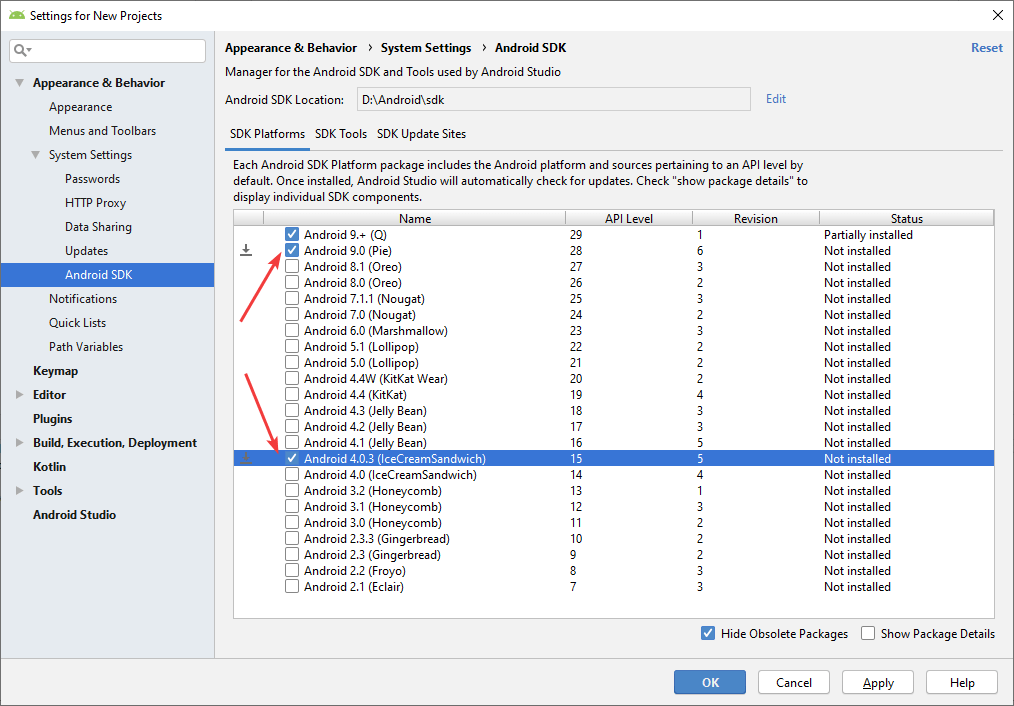 Settings for New Projects
Appearance & Behavior
Appearance
Menus and Toolbars
System Settings
Passwords
HTTP Proxy
Data Sharing
Updates
Android SDK
Notifications
Quick Lists
Path Variables
Keymap
Editor
Plugins
Build, Execution, Deployment
Kotlin
Tools
Android Studio
Appearance & Behavior › System Settings › Android SDK Reset
Manager for the Android SDK and Tools used by Android Studio
Android SDK Location: D:\Android\sdk Edit
SDK Platforms SDK Tools SDK Update Sites
Each Android SDK Platform package includes the Android platform and sources pertaining to an API level by
default. Once installed, Android Studio will automatically check for updates. Check "show package details" to
display individual SDK components.
Name API Level Revision Status
Android 9.+ (Q) 29 1 Partially installed
Android 9.0 (Pie) 28 6 Not installed
Android 8.1 (Oreo) 27 3 Not installed
Android 8.0 (Oreo) 26 2 Not installed
Android 7.1.1 (Nougat) 25 3 Not installed
Android 7.0 (Nougat) 24 2 Not installed
Android 6.0 (Marshmallow) 23 3 Not installed
Android 5.1 (Lollipop) 22 2 Not installed
Android 5.0 (Lollipop) 21 2 Not installed
Android 4.4W (KitKat Wear) 20 2 Not installed
Android 4.4 (KitKat) 19 4 Not installed
Android 4.3 (Jelly Bean) 18 3 Not installed
Android 4.2 (Jelly Bean) 17 3 Not installed
Android 4.1 (Jelly Bean) 16 5 Not installed
Android 4.0.3 (IceCreamSandwich) 15 5 Not installed
Android 4.0 (IceCreamSandwich) 14 4 Not installed
Android 3.2 (Honeycomb) 13 1 Not installed
Android 3.1 (Honeycomb) 12 3 Not installed
Android 3.0 (Honeycomb) 11 2 Not installed
Android 2.3.3 (Gingerbread) 10 2 Not installed
Android 2.3 (Gingerbread) 9 2 Not installed
Android 2.2 (Froyo) 8 3 Not installed
Android 2.1 (Eclair) 7 3 Not installed
Hide Obsolete Packages Show Package Details
OK Cancel Apply Help